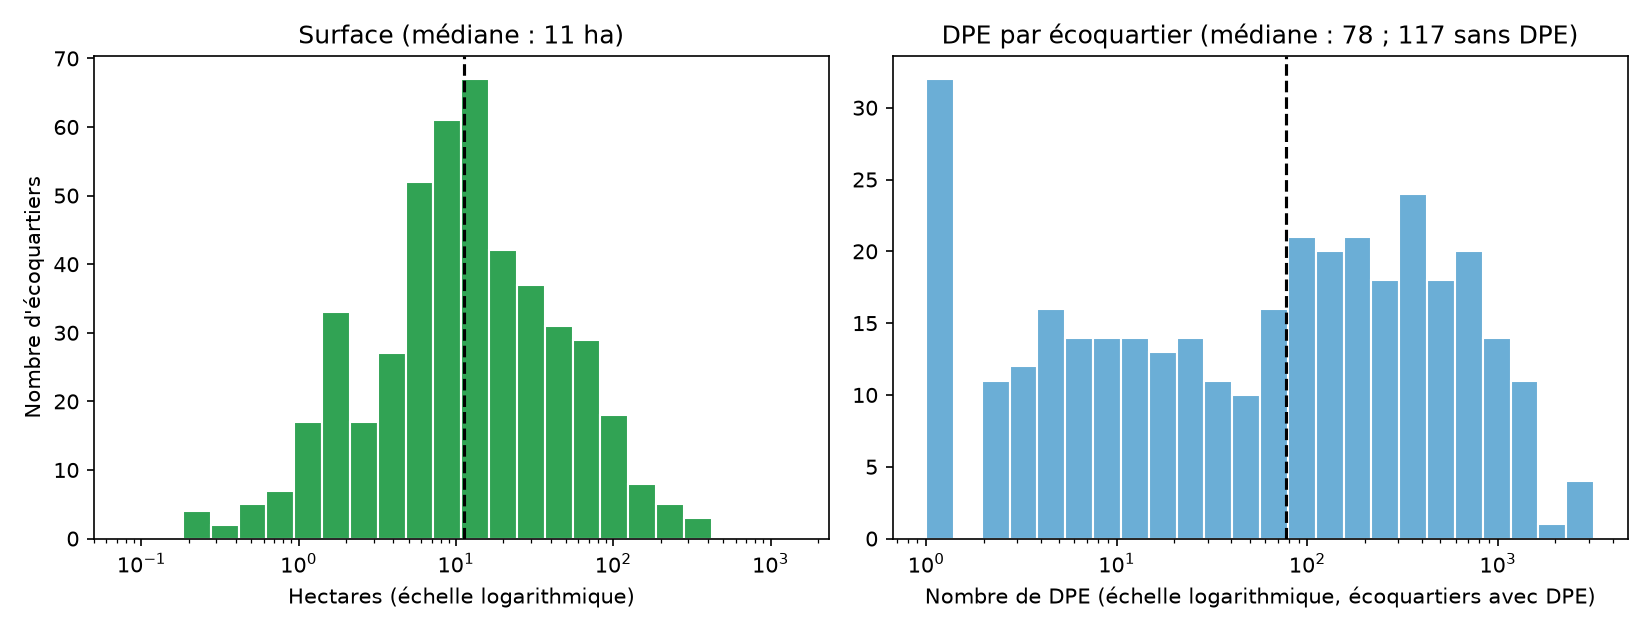 Surface (médiane : 11 ha)
70
60
50
40
30
20
10
0
Nombre d'écoquartiers
10⁻¹ 10⁰ 10¹ 10² 10³
Hectares (échelle logarithmique)
DPE par écoquartier (médiane : 78 ; 117 sans DPE)
30
25
20
15
10
5
0
10⁰ 10¹ 10² 10³
Nombre de DPE (échelle logarithmique, écoquartiers avec DPE)